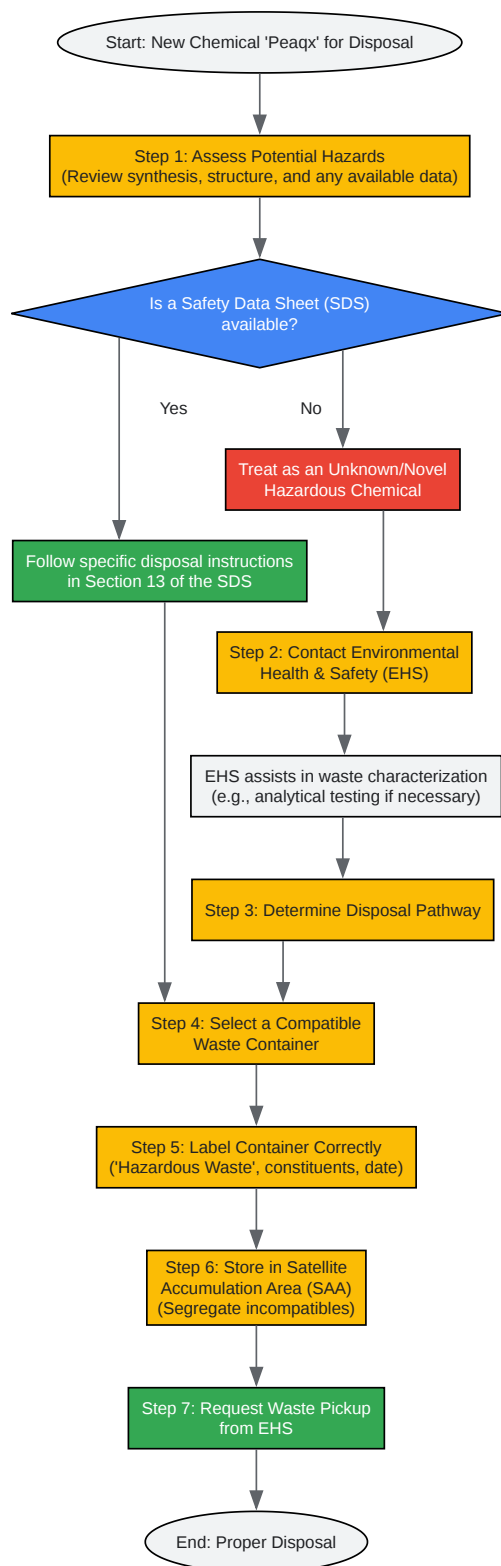 Start: New Chemical 'Peaqx' for Disposal
Step 1: Assess Potential Hazards
(Review synthesis, structure, and any available data)
Is a Safety Data Sheet (SDS)
available?
Yes
No
Treat as an Unknown/Novel
Hazardous Chemical
Follow specific disposal instructions
in Section 13 of the SDS
Step 2: Contact Environmental
Health & Safety (EHS)
EHS assists in waste characterization
(e.g., analytical testing if necessary)
Step 3: Determine Disposal Pathway
Step 4: Select a Compatible
Waste Container
Step 5: Label Container Correctly
('Hazardous Waste', constituents, date)
Step 6: Store in Satellite
Accumulation Area (SAA)
(Segregate incompatibles)
Step 7: Request Waste Pickup
from EHS
End: Proper Disposal